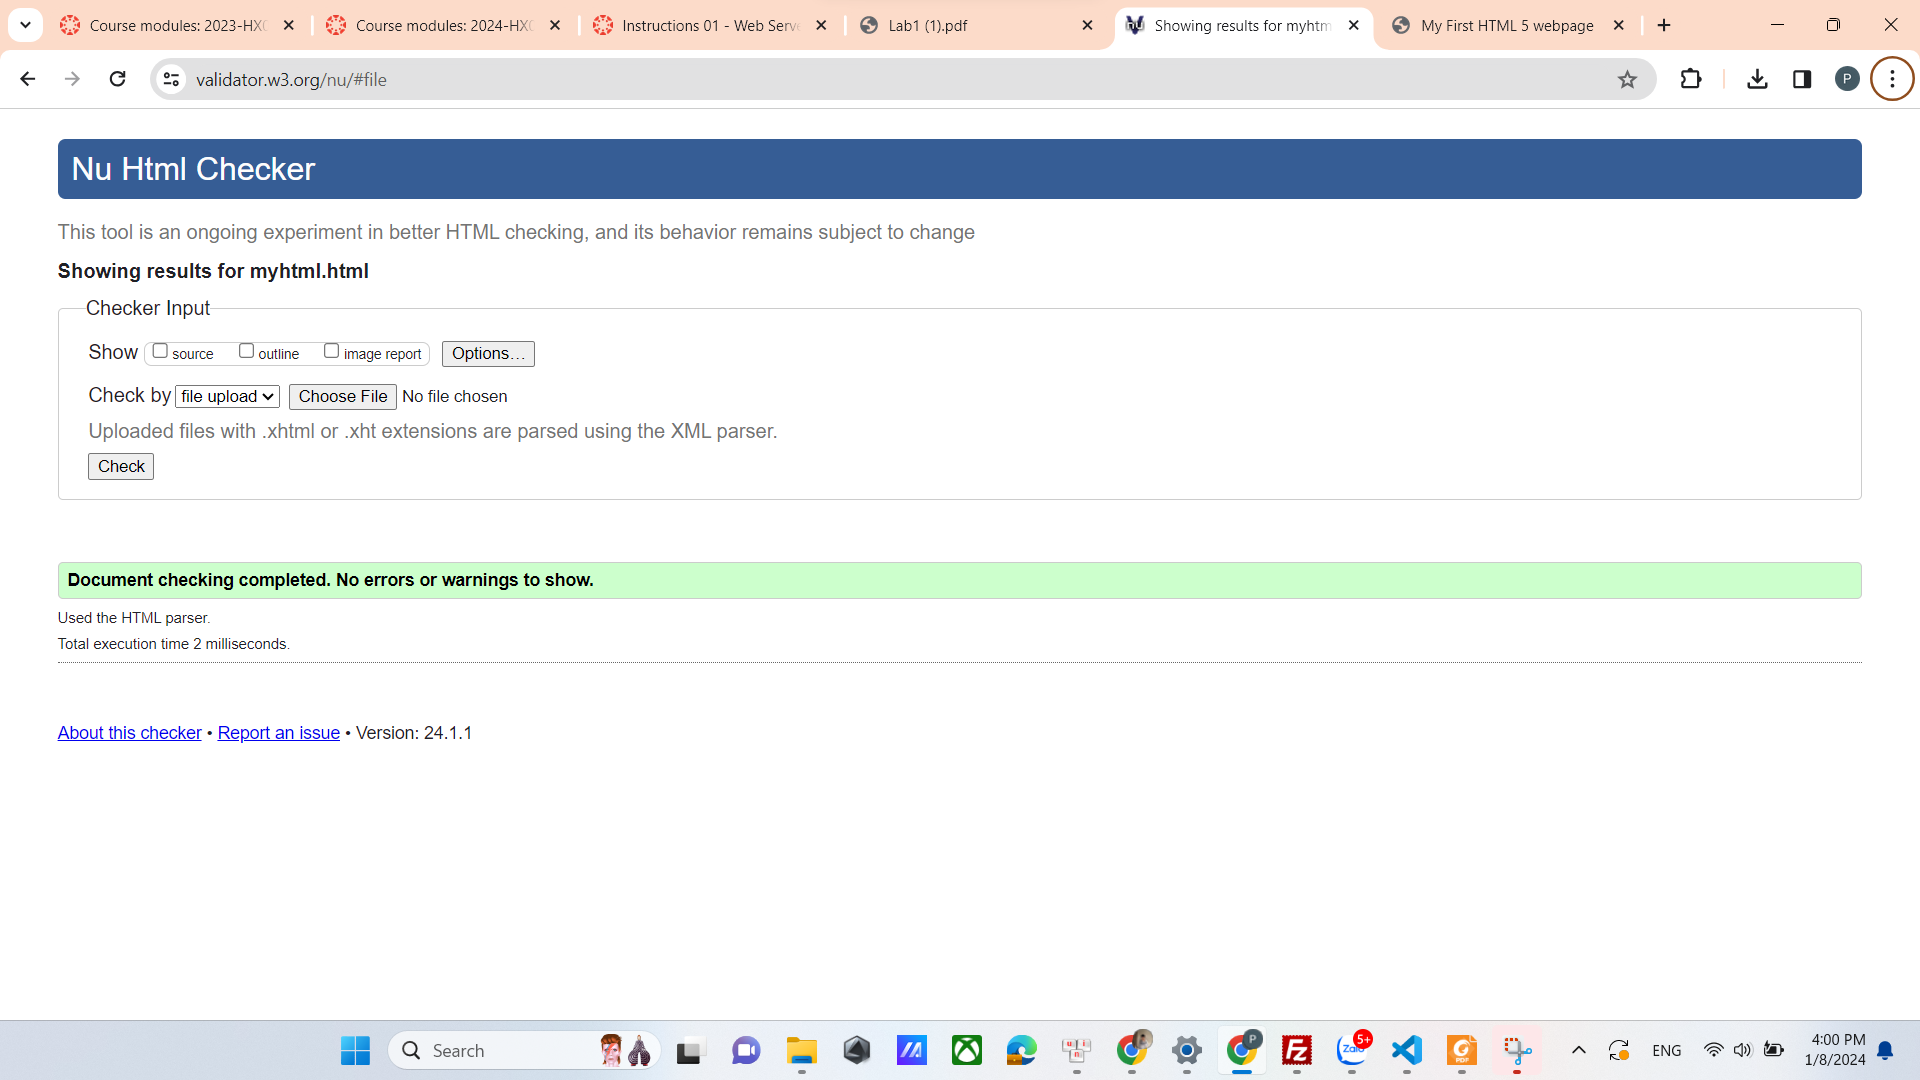 Course modules: 2023-HX
Course modules: 2024-HX
Instructions 01 - Web Serve
Lab1 (1).pdf
Showing results for myhtm
My First HTML 5 webpage
validator.w3.org/nu/#file
P
Nu Html Checker
This tool is an ongoing experiment in better HTML checking, and its behavior remains subject to change
Showing results for myhtml.html
Checker Input
Show source outline image report Options…
Check by file upload Choose File No file chosen
Uploaded files with .xhtml or .xht extensions are parsed using the XML parser.
Check
Document checking completed. No errors or warnings to show.
Used the HTML parser.
Total execution time 2 milliseconds.
About this checker • Report an issue • Version: 24.1.1
Search
P
5+
Zalo
PDF
ENG
4:00 PM
1/8/2024